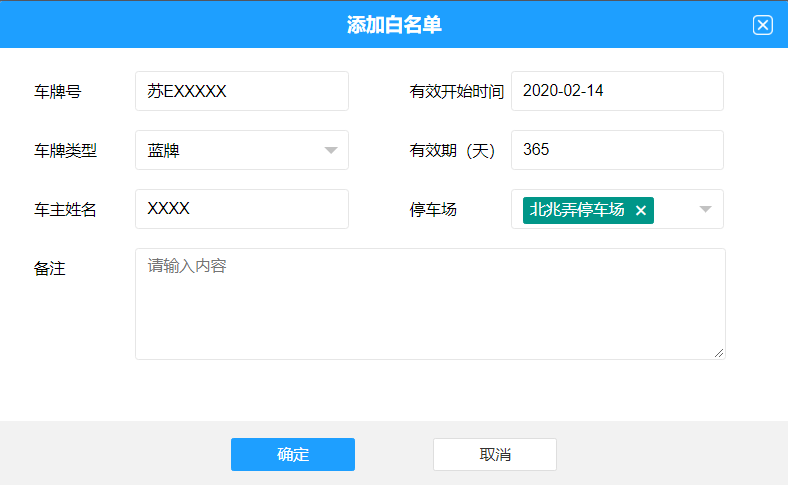 添加白名单
车牌号 苏EXXXXX 有效开始时间 2020-02-14
车牌类型 蓝牌 有效期（天） 365
车主姓名 XXXX 停车场 北兆弄停车场
备注 请输入内容
确定 取消